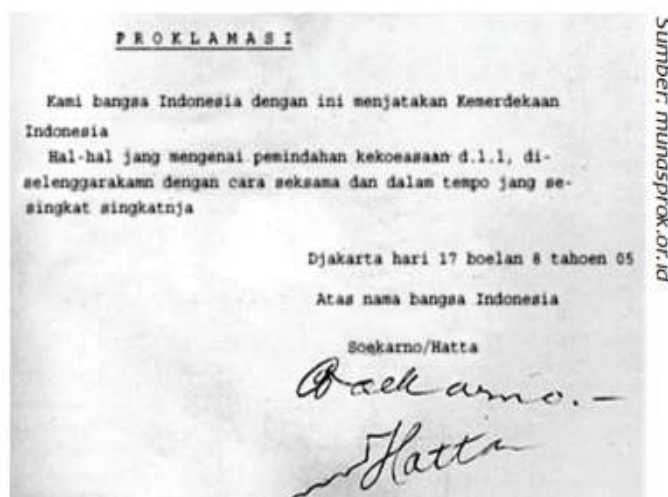 PROKLAMASI
Kami bangsa Indonesia dengan ini menjatakan Kemerdekaan
Indonesia
Hal-hal jang mengenai pemindahan kekoeasaan d.l.l, di-
selenggarakamn dengan cara seksama dan dalam tempo jang se-
singkat singkatnja
Djakarta hari 17 boelan 8 tahoen 05
Atas nama bangsa Indonesia
Soekarno/Hatta
Soekarno.-
Hatta
Sumber: munasprok.or.id